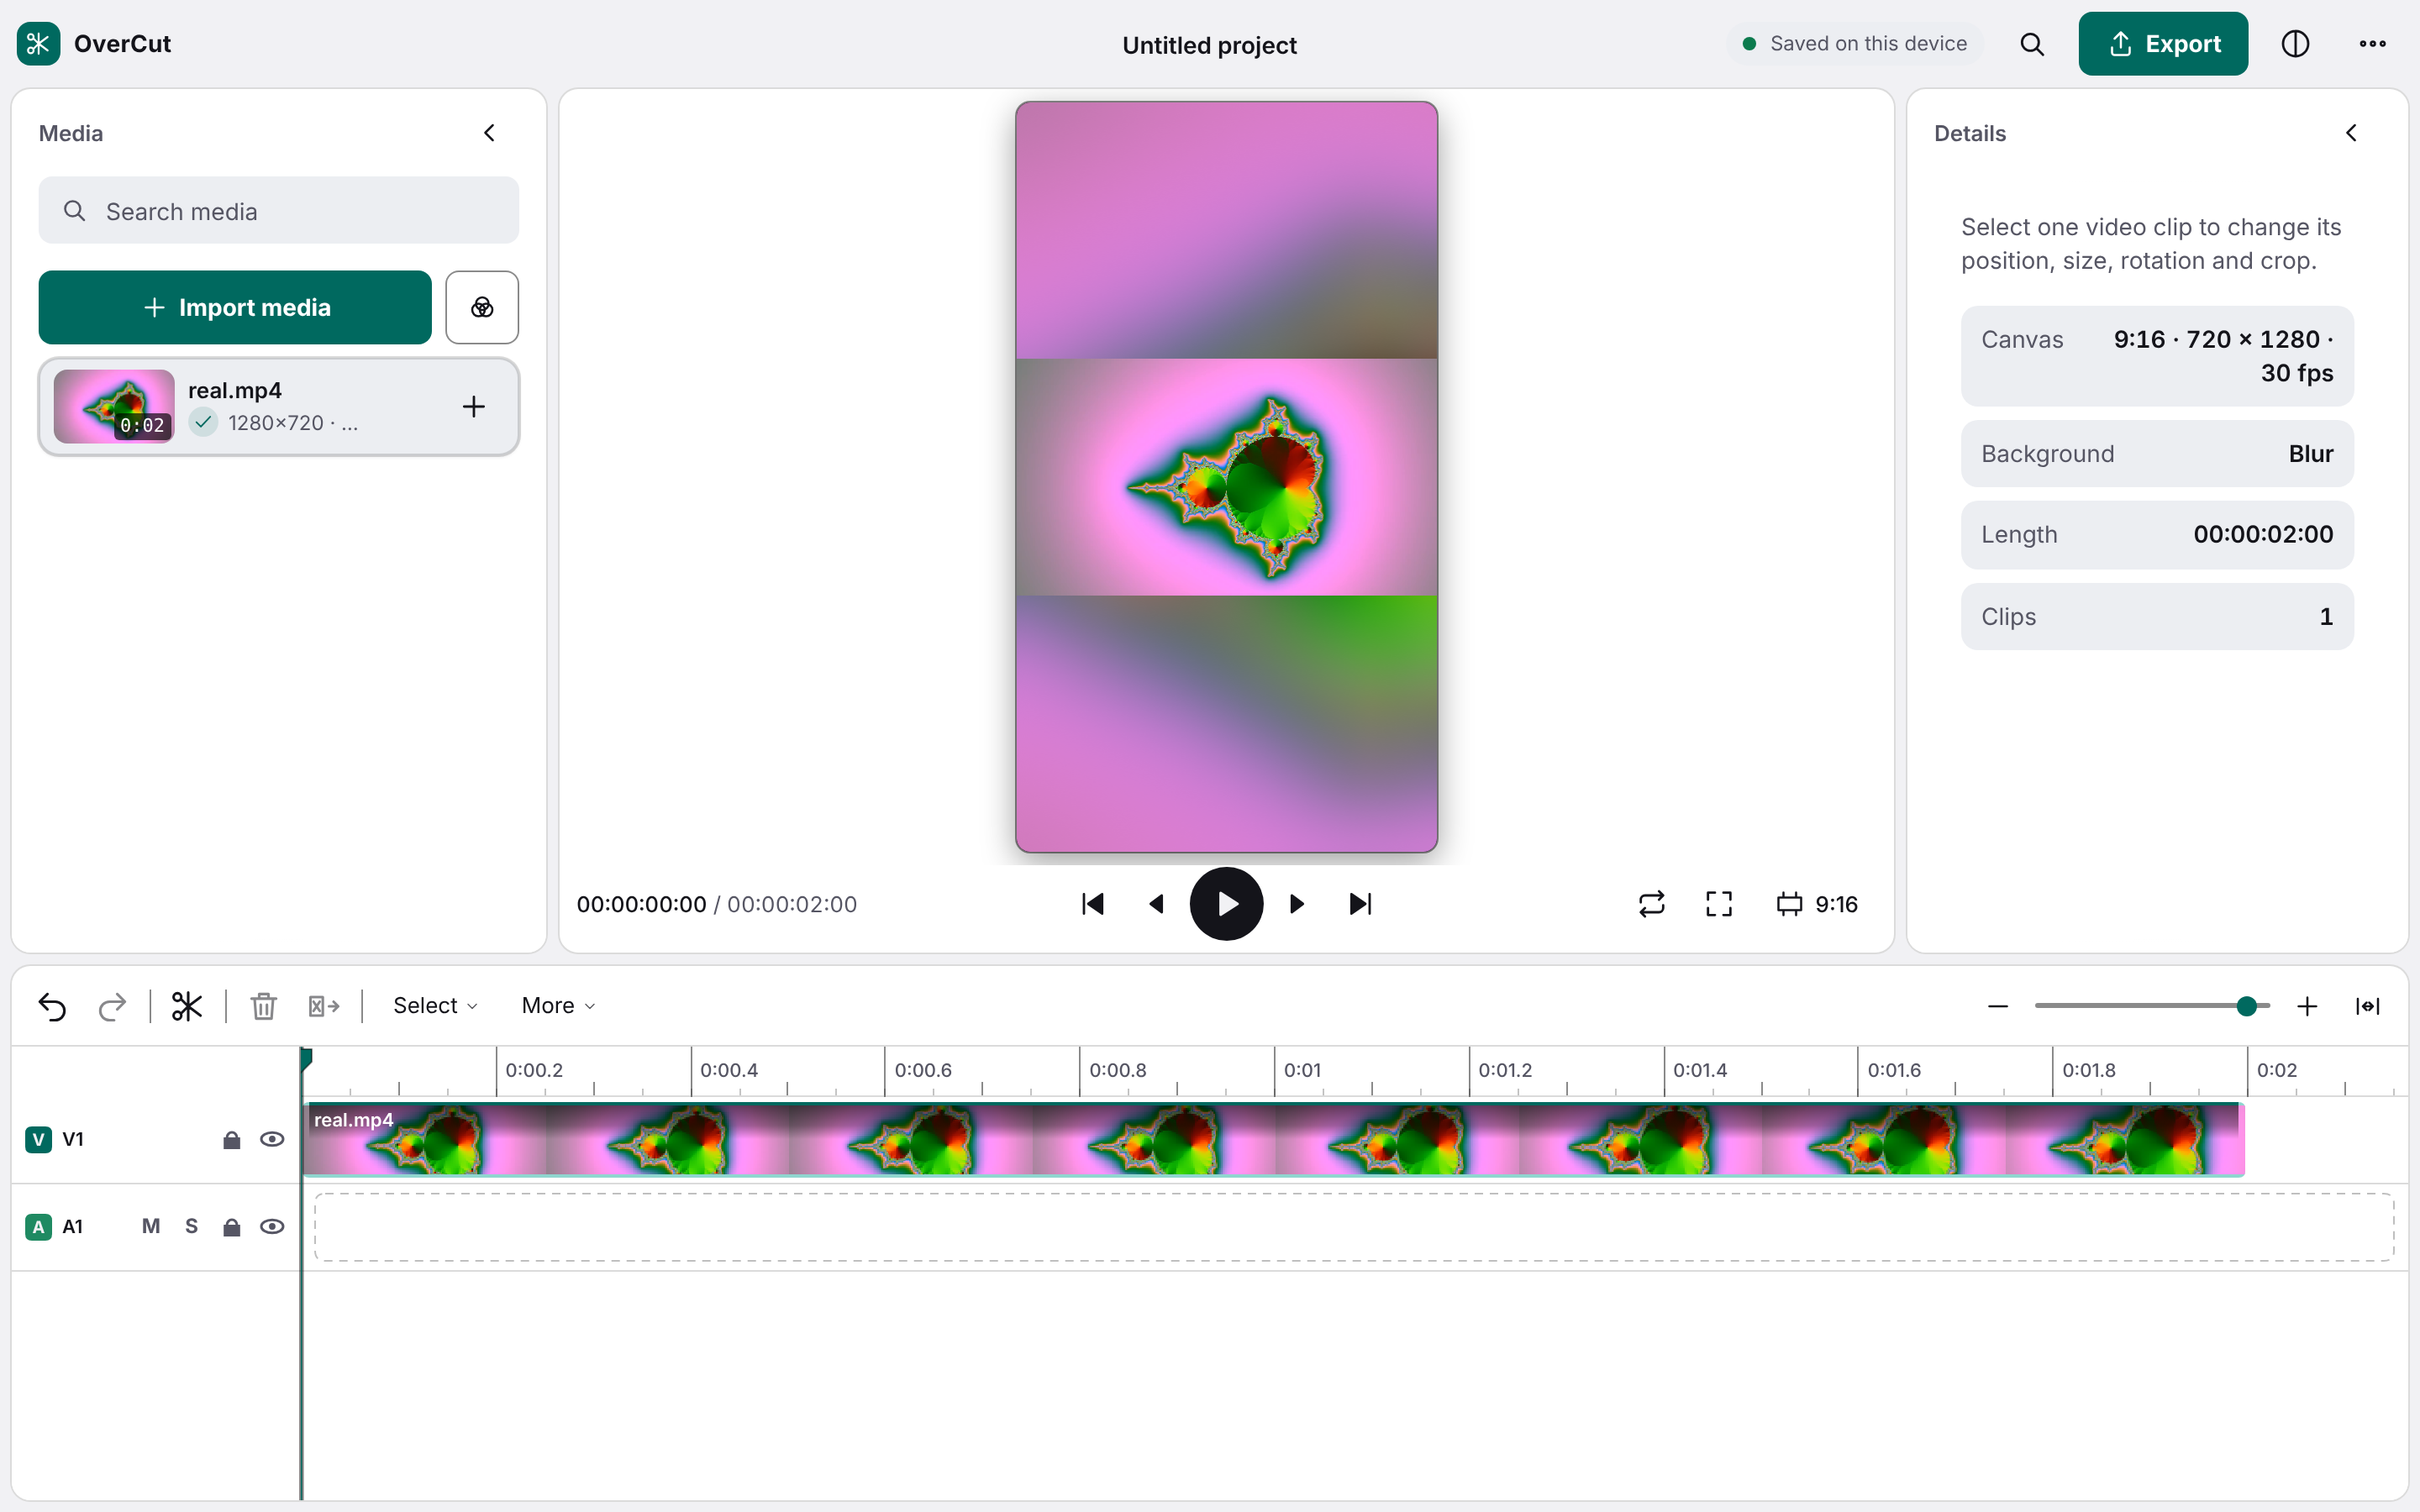 OverCut
Untitled project
Saved on this device
Export
Media
Search media
Import media
real.mp4
0:02
1280×720 · ...
00:00:00:00 / 00:00:02:00
9:16
Details
Select one video clip to change its
position, size, rotation and crop.
Canvas 9:16 · 720 × 1280 ·
30 fps
Background Blur
Length 00:00:02:00
Clips 1
Select
More
0:00.2 0:00.4 0:00.6 0:00.8 0:01 0:01.2 0:01.4 0:01.6 0:01.8 0:02
V V1
real.mp4
A A1 M S